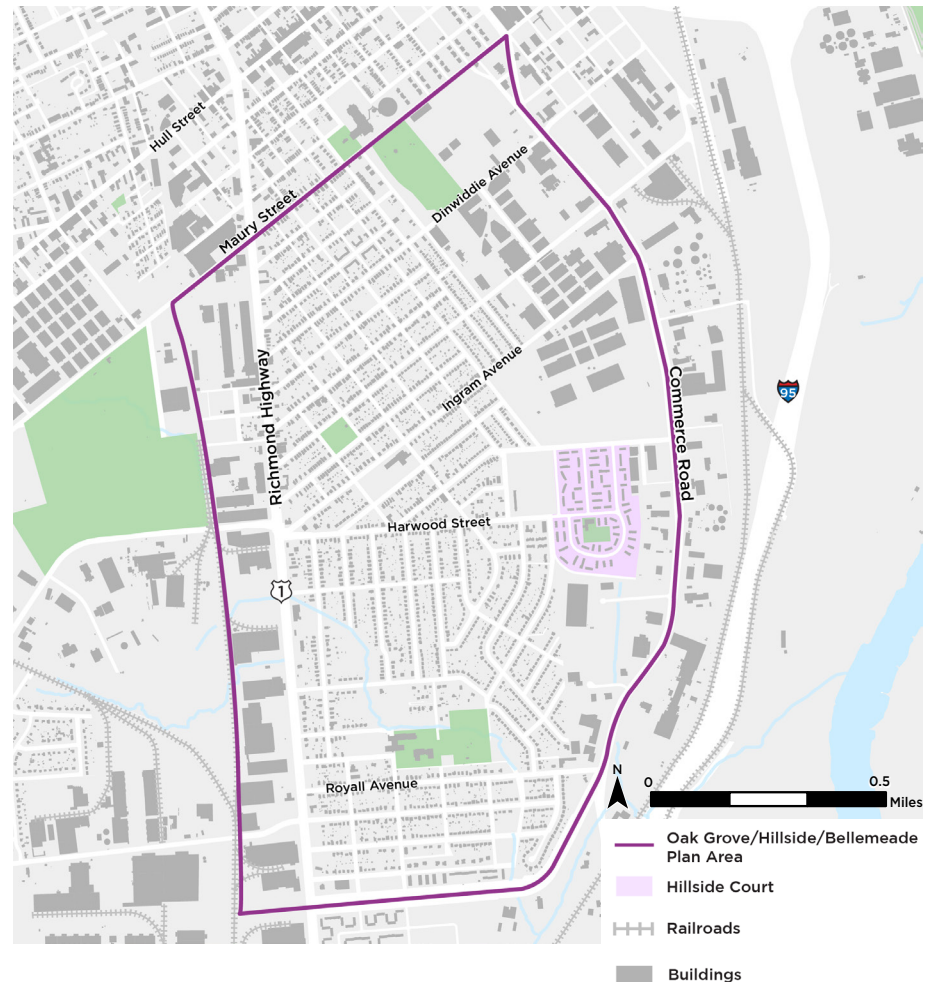 Hull Street
Maury Street
Dinwiddie Avenue
Richmond Highway
Ingram Avenue
Commerce Road
95
Harwood Street
1
Royall Avenue
N
0 0.5
Miles
Oak Grove/Hillside/Bellemeade
Plan Area
Hillside Court
Railroads
Buildings